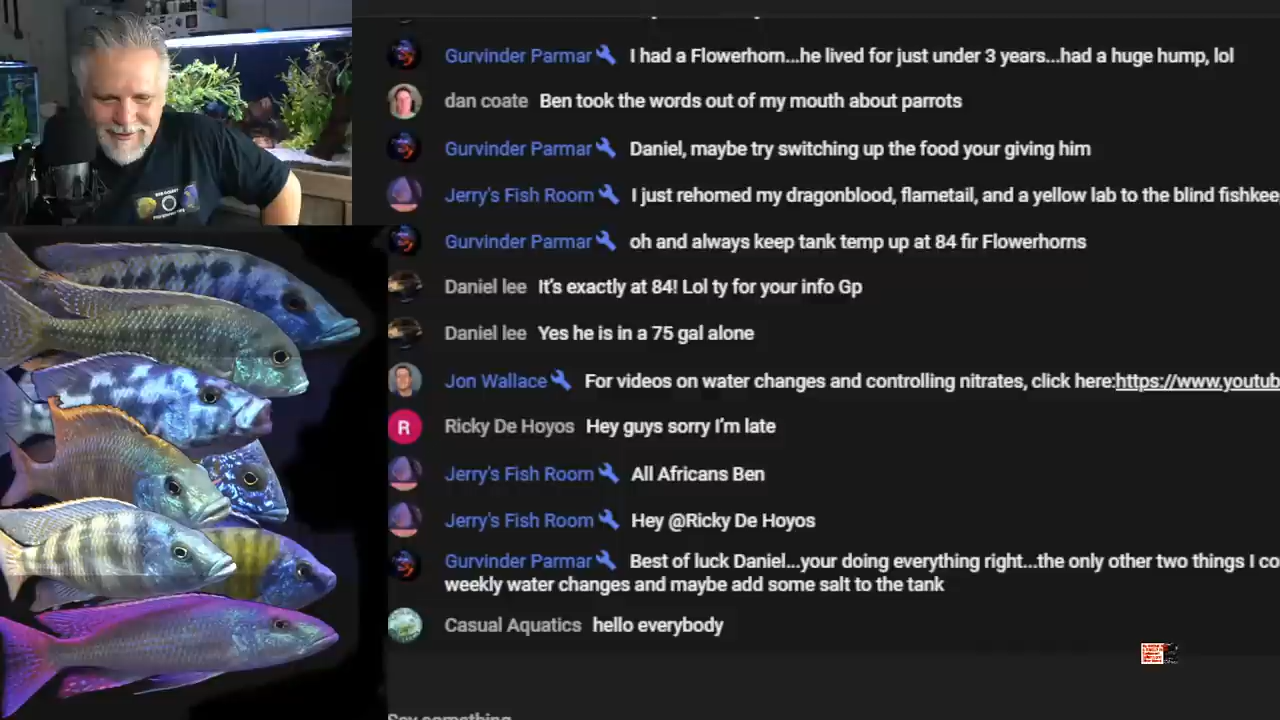 Gurvinder Parmar I had a Flowerhorn...he lived for just under 3 years...had a huge hump, lol
dan coate Ben took the words out of my mouth about parrots
Gurvinder Parmar Daniel, maybe try switching up the food your giving him
Jerry's Fish Room I just rehomed my dragonblood, flametail, and a yellow lab to the blind
Gurvinder Parmar oh and always keep tank temp up at 84 fir Flowerhorns
Daniel lee It's exactly at 84! Lol ty for your info Gp
Daniel lee Yes he is in a 75 gal alone
Jon Wallace For videos on water changes and controlling nitrates, click here:https://www.youtub
R Ricky De Hoyos Hey guys sorry I'm late
Jerry's Fish Room All Africans Ben
Jerry's Fish Room Hey @Ricky De Hoyos
Gurvinder Parmar Best of luck Daniel...your doing everything right...the only other two things I
weekly water changes and maybe add some salt to the tank
Casual Aquatics hello everybody
Say something